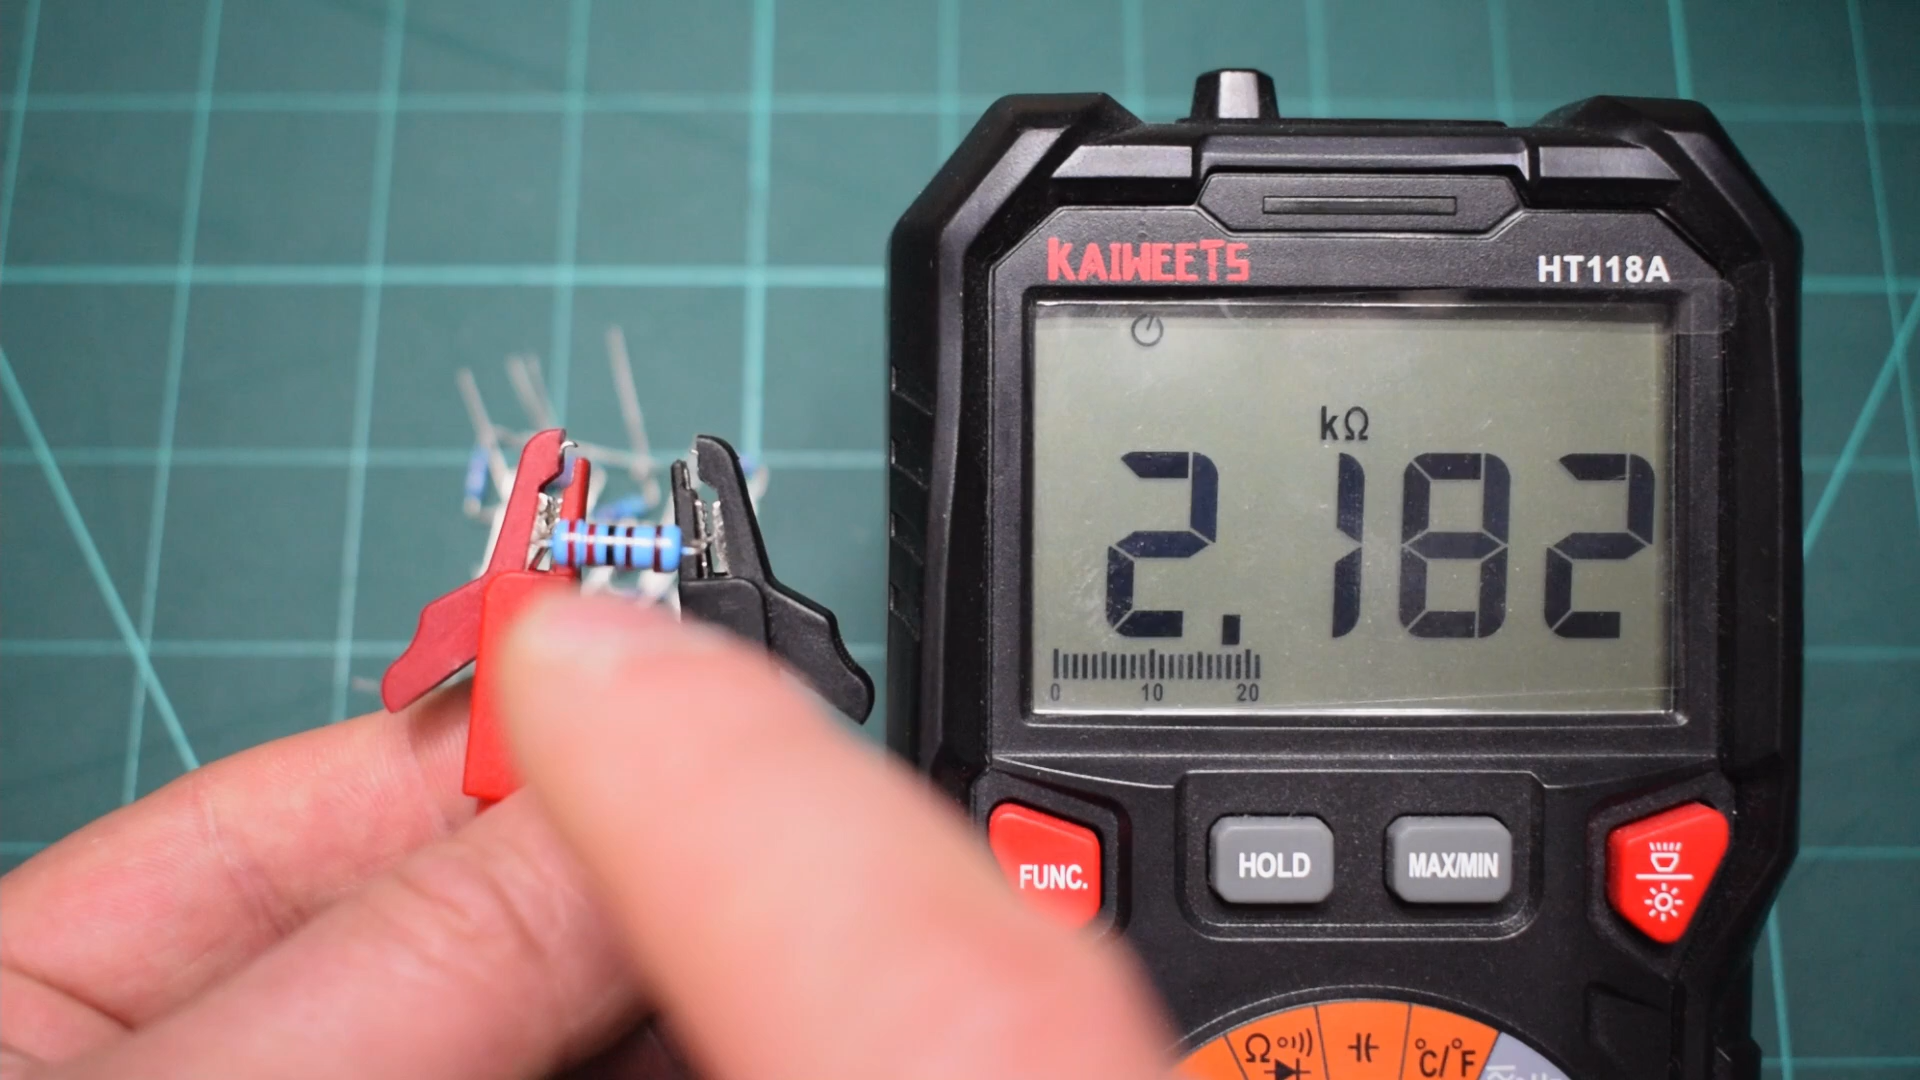 KAIWEETS
HT118A
kΩ
2.182
0 10 20
FUNC.
HOLD
MAX/MIN
Ω
°C/°F